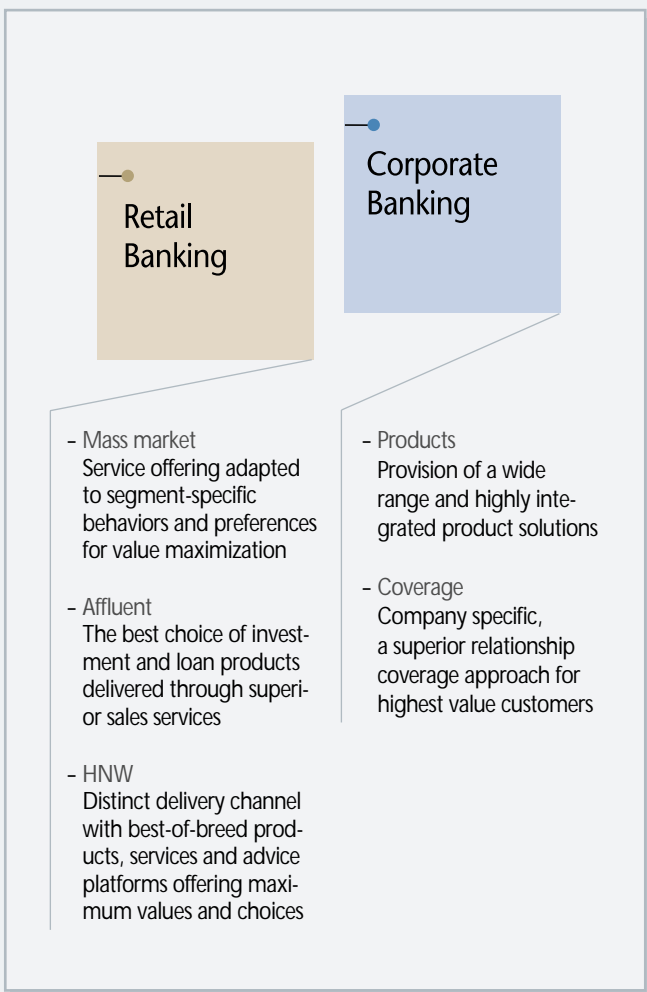 Retail
Banking
– Mass market
Service offering adapted
to segment-specific
behaviors and preferences
for value maximization
– Affluent
The best choice of invest-
ment and loan products
delivered through superi-
or sales services
– HNW
Distinct delivery channel
with best-of-breed prod-
ucts, services and advice
platforms offering maxi-
mum values and choices
Corporate
Banking
– Products
Provision of a wide
range and highly inte-
grated product solutions
– Coverage
Company specific,
a superior relationship
coverage approach for
highest value customers